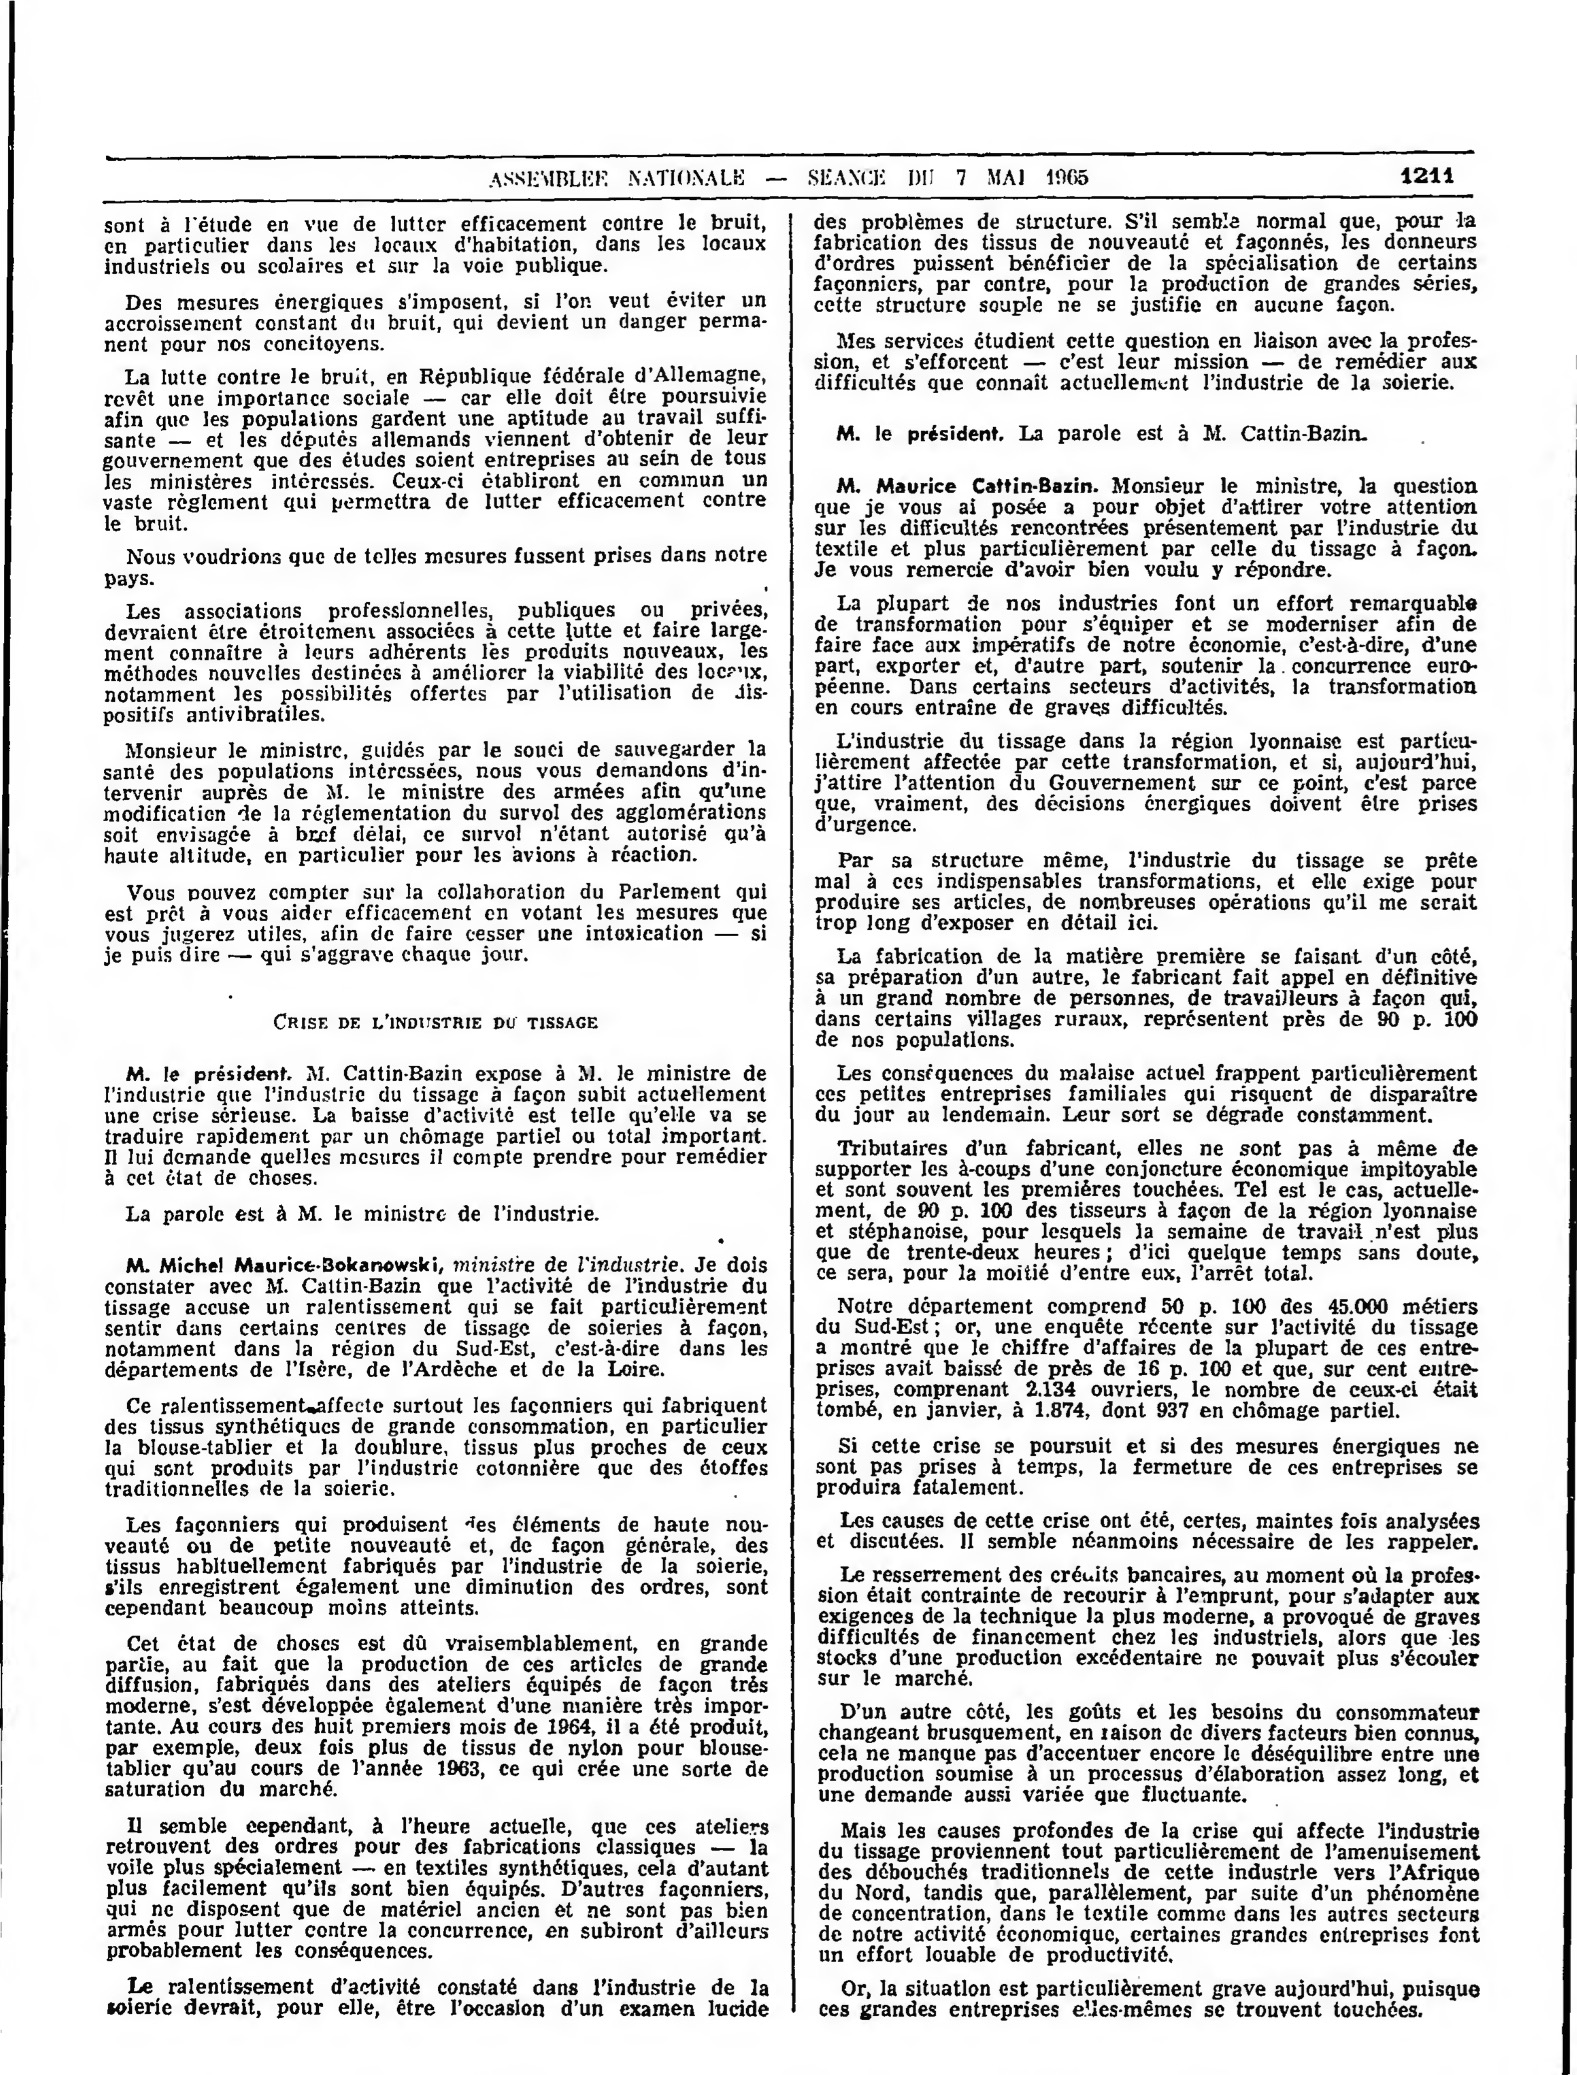 ASSEMBLEE NATIONALE — SEANCE DU 7 MAI 1965 1211
sont à l'étude en vue de lutter efficacement contre le bruit,
en particulier dans les locaux d'habitation, dans les locaux
industriels ou scolaires et sur la voie publique.
Des mesures énergiques s'imposent, si l'on veut éviter un
accroissement constant du bruit, qui devient un danger perma-
nent pour nos concitoyens.
La lutte contre le bruit, en République fédérale d'Allemagne,
revêt une importance sociale — car elle doit être poursuivie
afin que les populations gardent une aptitude au travail suffi-
sante — et les députés allemands viennent d'obtenir de leur
gouvernement que des études soient entreprises au sein de tous
les ministères intéressés. Ceux-ci établiront en commun un
vaste règlement qui permettra de lutter efficacement contre
le bruit.
Nous voudrions que de telles mesures fussent prises dans notre
pays.
Les associations professionnelles, publiques ou privées,
devraient être étroitement associées à cette lutte et faire large-
ment connaître à leurs adhérents les produits nouveaux, les
méthodes nouvelles destinées à améliorer la viabilité des locaux,
notamment les possibilités offertes par l'utilisation de dis-
positifs antivibratiles.
Monsieur le ministre, guidés par le souci de sauvegarder la
santé des populations intéressées, nous vous demandons d'in-
tervenir auprès de M. le ministre des armées afin qu'une
modification de la réglementation du survol des agglomérations
soit envisagée à bref délai, ce survol n'étant autorisé qu'à
haute altitude, en particulier pour les avions à réaction.
Vous pouvez compter sur la collaboration du Parlement qui
est prêt à vous aider efficacement en votant les mesures que
vous jugerez utiles, afin de faire cesser une intoxication — si
je puis dire — qui s'aggrave chaque jour.
CRISE DE L'INDUSTRIE DU TISSAGE
M. le président. M. Cattin-Bazin expose à M. le ministre de
l'industrie que l'industrie du tissage à façon subit actuellement
une crise sérieuse. La baisse d'activité est telle qu'elle va se
traduire rapidement par un chômage partiel ou total important.
Il lui demande quelles mesures il compte prendre pour remédier
à cet état de choses.
La parole est à M. le ministre de l'industrie.
M. Michel Maurice-Bokanowski, ministre de l'industrie. Je dois
constater avec M. Cattin-Bazin que l'activité de l'industrie du
tissage accuse un ralentissement qui se fait particulièrement
sentir dans certains centres de tissage de soieries à façon,
notamment dans la région du Sud-Est, c'est-à-dire dans les
départements de l'Isère, de l'Ardèche et de la Loire.
Ce ralentissement affecte surtout les façonniers qui fabriquent
des tissus synthétiques de grande consommation, en particulier
la blouse-tablier et la doublure, tissus plus proches de ceux
qui sont produits par l'industrie cotonnière que des étoffes
traditionnelles de la soierie.
Les façonniers qui produisent des éléments de haute nou-
veauté ou de petite nouveauté et, de façon générale, des
tissus habituellement fabriqués par l'industrie de la soierie,
s'ils enregistrent également une diminution des ordres, sont
cependant beaucoup moins atteints.
Cet état de choses est dû vraisemblablement, en grande
partie, au fait que la production de ces articles de grande
diffusion, fabriqués dans des ateliers équipés de façon très
moderne, s'est développée également d'une manière très impor-
tante. Au cours des huit premiers mois de 1964, il a été produit,
par exemple, deux fois plus de tissus de nylon pour blouse-
tablier qu'au cours de l'année 1963, ce qui crée une sorte de
saturation du marché.
Il semble cependant, à l'heure actuelle, que ces ateliers
retrouvent des ordres pour des fabrications classiques — la
voile plus spécialement — en textiles synthétiques, cela d'autant
plus facilement qu'ils sont bien équipés. D'autres façonniers,
qui ne disposent que de matériel ancien et ne sont pas bien
armés pour lutter contre la concurrence, en subiront d'ailleurs
probablement les conséquences.
Le ralentissement d'activité constaté dans l'industrie de la
soierie devrait, pour elle, être l'occasion d'un examen lucide
des problèmes de structure. S'il semble normal que, pour la
fabrication des tissus de nouveauté et façonnés, les donneurs
d'ordres puissent bénéficier de la spécialisation de certains
façonniers, par contre, pour la production de grandes séries,
cette structure souple ne se justifie en aucune façon.
Mes services étudient cette question en liaison avec la profes-
sion, et s'efforcent — c'est leur mission — de remédier aux
difficultés que connaît actuellement l'industrie de la soierie.
M. le président. La parole est à M. Cattin-Bazin.
M. Maurice Cattin-Bazin. Monsieur le ministre, la question
que je vous ai posée a pour objet d'attirer votre attention
sur les difficultés rencontrées présentement par l'industrie du
textile et plus particulièrement par celle du tissage à façon.
Je vous remercie d'avoir bien voulu y répondre.
La plupart de nos industries font un effort remarquable
de transformation pour s'équiper et se moderniser afin de
faire face aux impératifs de notre économie, c'est-à-dire, d'une
part, exporter et, d'autre part, soutenir la concurrence euro-
péenne. Dans certains secteurs d'activités, la transformation
en cours entraîne de graves difficultés.
L'industrie du tissage dans la région lyonnaise est particu-
lièrement affectée par cette transformation, et si, aujourd'hui,
j'attire l'attention du Gouvernement sur ce point, c'est parce
que, vraiment, des décisions énergiques doivent être prises
d'urgence.
Par sa structure même, l'industrie du tissage se prête
mal à ces indispensables transformations, et elle exige pour
produire ses articles, de nombreuses opérations qu'il me serait
trop long d'exposer en détail ici.
La fabrication de la matière première se faisant d'un côté,
sa préparation d'un autre, le fabricant fait appel en définitive
à un grand nombre de personnes, de travailleurs à façon qui,
dans certains villages ruraux, représentent près de 90 p. 100
de nos populations.
Les conséquences du malaise actuel frappent particulièrement
ces petites entreprises familiales qui risquent de disparaître
du jour au lendemain. Leur sort se dégrade constamment.
Tributaires d'un fabricant, elles ne sont pas à même de
supporter les à-coups d'une conjoncture économique impitoyable
et sont souvent les premières touchées. Tel est le cas, actuelle-
ment, de 90 p. 100 des tisseurs à façon de la région lyonnaise
et stéphanoise, pour lesquels la semaine de travail n'est plus
que de trente-deux heures ; d'ici quelque temps sans doute,
ce sera, pour la moitié d'entre eux, l'arrêt total.
Notre département comprend 50 p. 100 des 45.000 métiers
du Sud-Est ; or, une enquête récente sur l'activité du tissage
a montré que le chiffre d'affaires de la plupart de ces entre-
prises avait baissé de près de 16 p. 100 et que, sur cent entre-
prises, comprenant 2.134 ouvriers, le nombre de ceux-ci était
tombé, en janvier, à 1.874, dont 937 en chômage partiel.
Si cette crise se poursuit et si des mesures énergiques ne
sont pas prises à temps, la fermeture de ces entreprises se
produira fatalement.
Les causes de cette crise ont été, certes, maintes fois analysées
et discutées. Il semble néanmoins nécessaire de les rappeler.
Le resserrement des crédits bancaires, au moment où la profes-
sion était contrainte de recourir à l'emprunt, pour s'adapter aux
exigences de la technique la plus moderne, a provoqué de graves
difficultés de financement chez les industriels, alors que les
stocks d'une production excédentaire ne pouvait plus s'écouler
sur le marché.
D'un autre côté, les goûts et les besoins du consommateur
changeant brusquement, en raison de divers facteurs bien connus,
cela ne manque pas d'accentuer encore le déséquilibre entre une
production soumise à un processus d'élaboration assez long, et
une demande aussi variée que fluctuante.
Mais les causes profondes de la crise qui affecte l'industrie
du tissage proviennent tout particulièrement de l'amenuisement
des débouchés traditionnels de cette industrie vers l'Afrique
du Nord, tandis que, parallèlement, par suite d'un phénomène
de concentration, dans le textile comme dans les autres secteurs
de notre activité économique, certaines grandes entreprises font
un effort louable de productivité.
Or, la situation est particulièrement grave aujourd'hui, puisque
ces grandes entreprises elles-mêmes se trouvent touchées.